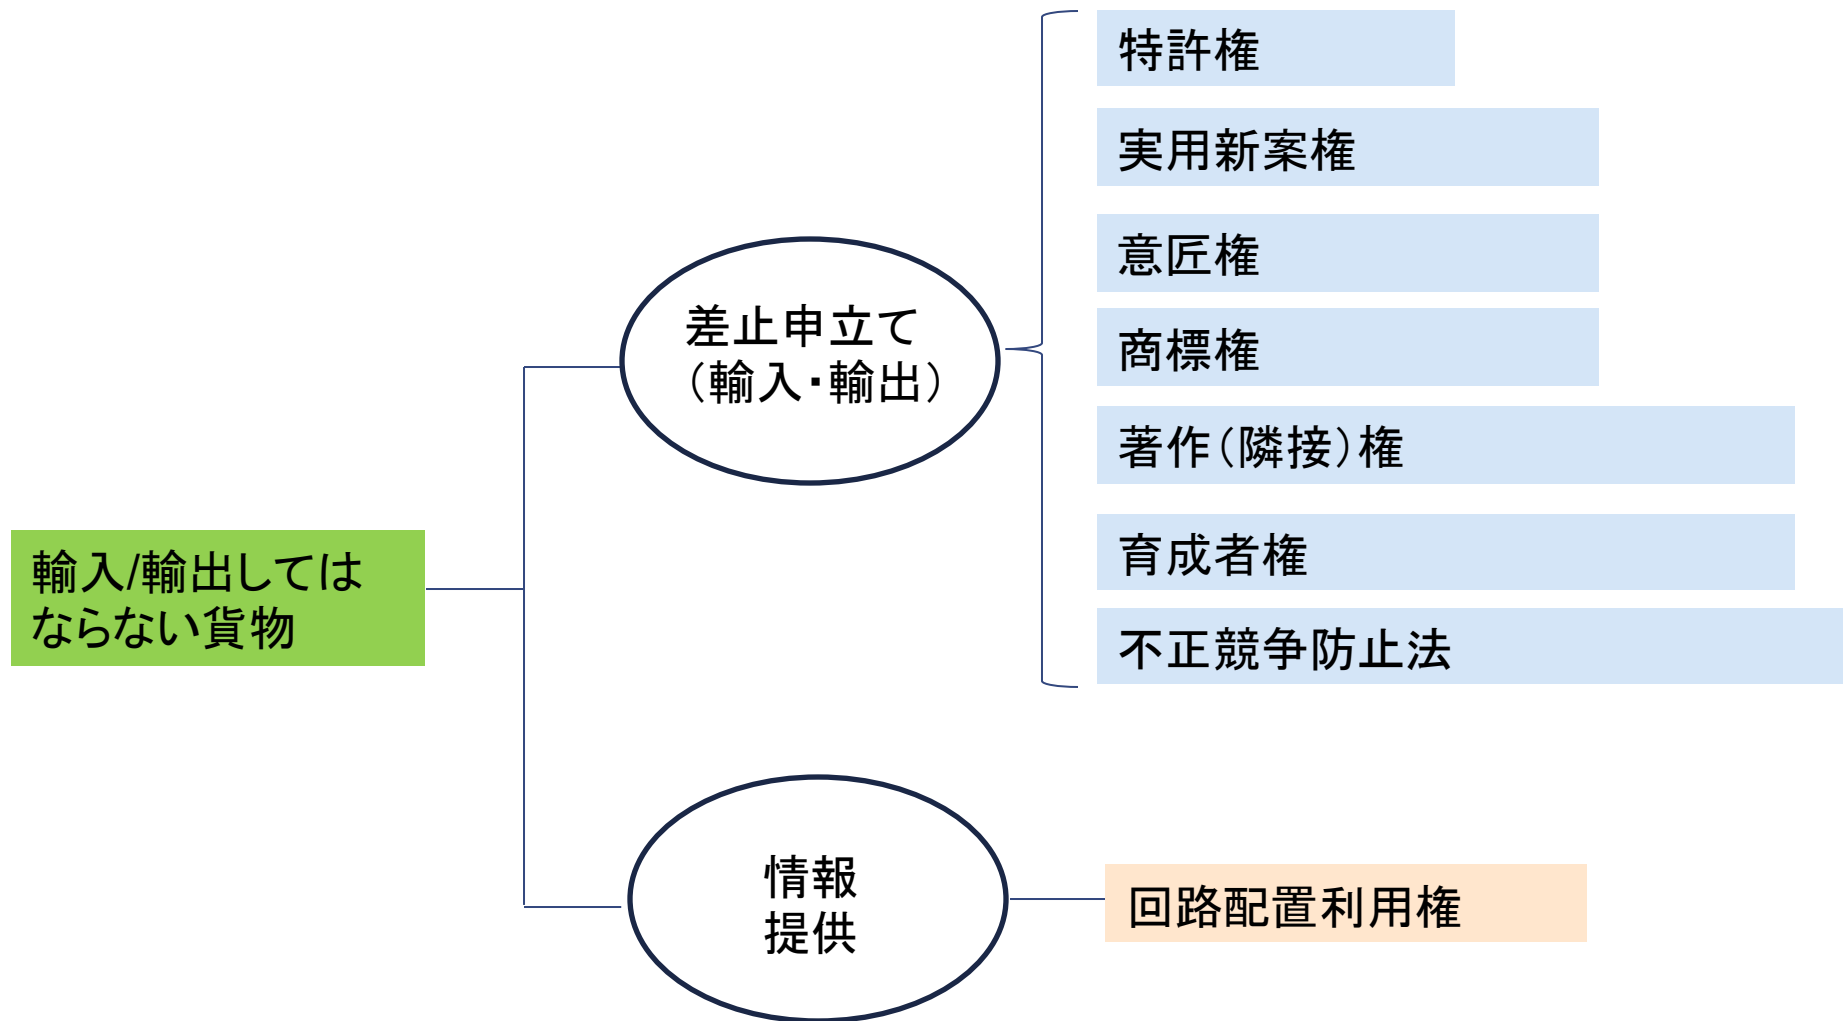 輸入/輸出しては
ならない貨物
差止申立て
（輸入・輸出）
特許権
実用新案権
意匠権
商標権
著作（隣接）権
育成者権
不正競争防止法
情報
提供
回路配置利用権